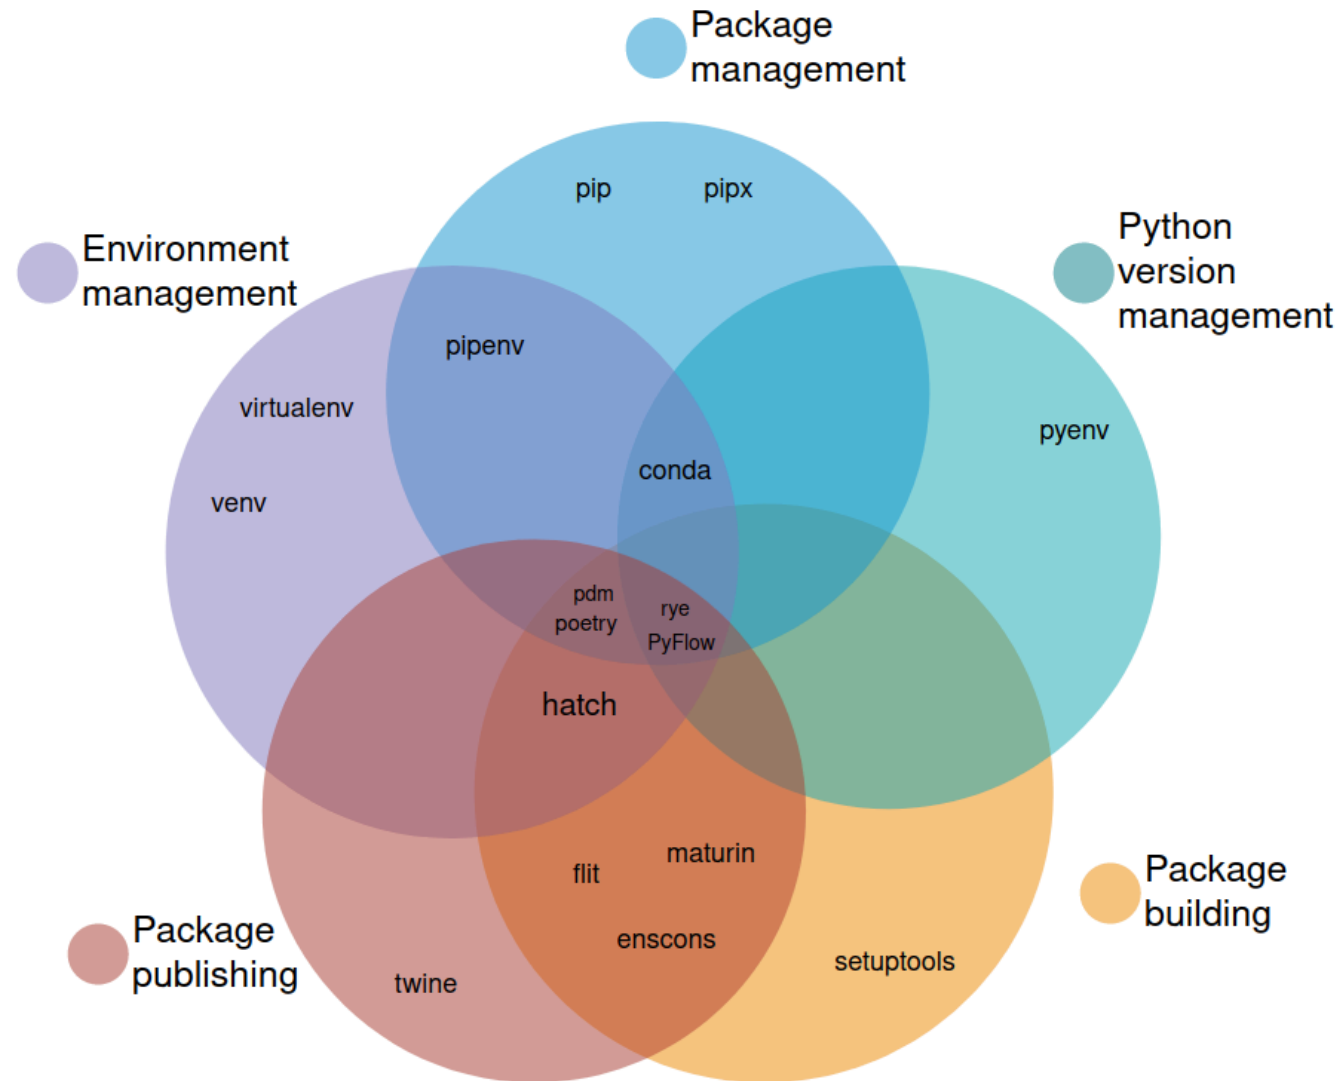 Package
management
Environment
management
Python
version
management
pip
pipx
pipenv
virtualenv
pyenv
conda
venv
pdm
poetry
rye
PyFlow
hatch
maturin
flit
enscons
setuptools
twine
Package
publishing
Package
building